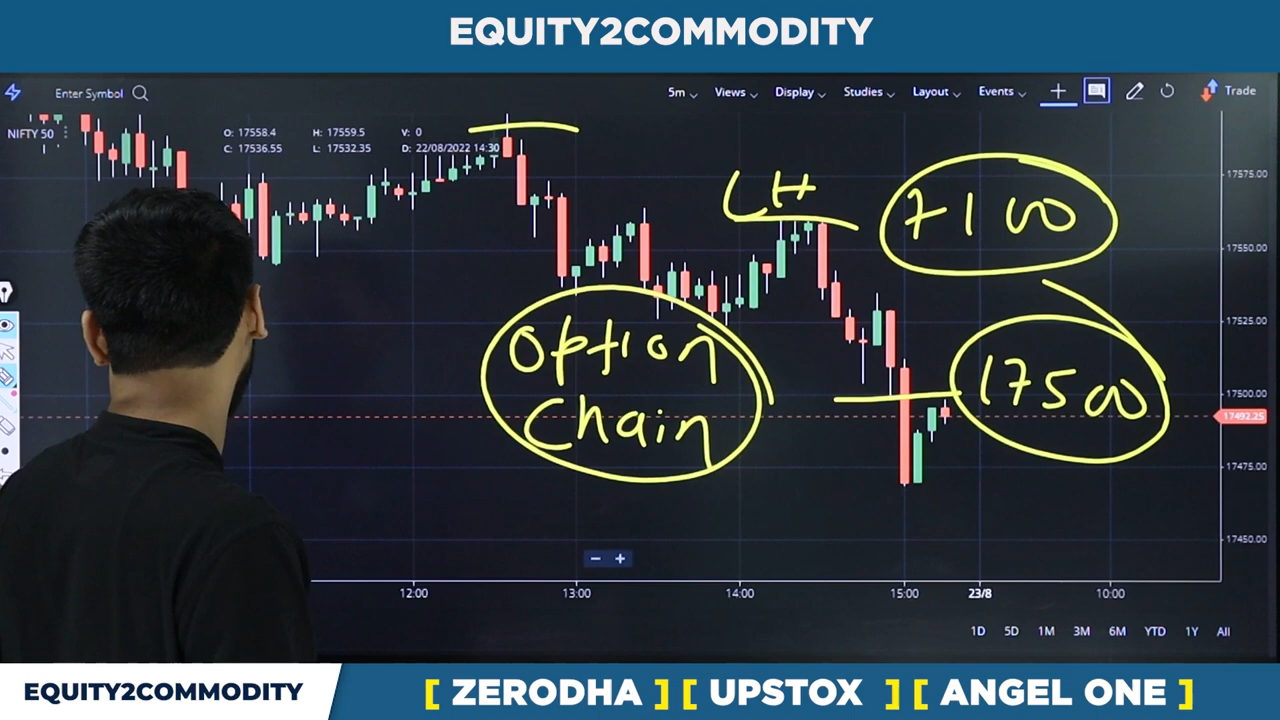 EQUITY2COMMODITY
Enter Symbol
5m Views Display Studies Layout Events Trade
NIFTY 50 O: 17558.4 H: 17559.5 V: 0
C: 17536.55 L: 17532.35 D: 22/08/2022 14:30
17575.00
LH
7100
17550.00
17525.00
Option
Chain
17500
17500.00
17492.25
17475.00
17450.00
12:00 13:00 14:00 15:00 23/8 10:00
1D 5D 1M 3M 6M YTD 1Y All
EQUITY2COMMODITY
[ ZERODHA ] [ UPSTOX ] [ ANGEL ONE ]